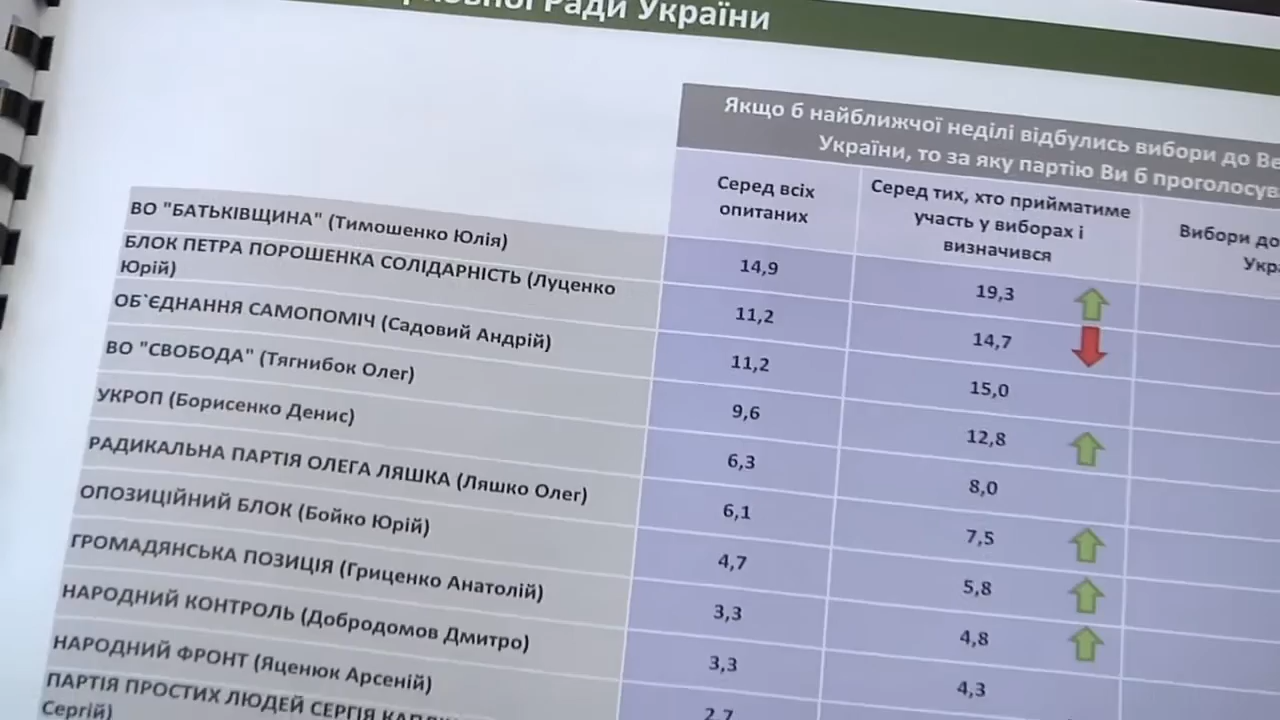 Ради України
Якщо б найближчої неділі відбулись вибори до
України, то за яку партію Ви б
Серед всіх
опитаних
Серед тих, хто прийматиме
участь у виборах і
визначився
Вибори до
ВО "БАТЬКІВЩИНА" (Тимошенко Юлія)
14,9
19,3
БЛОК ПЕТРА ПОРОШЕНКА СОЛІДАРНІСТЬ (Луценко
Юрій)
11,2
14,7
ОБ`ЄДНАННЯ САМОПОМІЧ (Садовий Андрій)
11,2
15,0
ВО "СВОБОДА" (Тягнибок Олег)
9,6
12,8
УКРОП (Борисенко Денис)
6,3
8,0
РАДИКАЛЬНА ПАРТІЯ ОЛЕГА ЛЯШКА (Ляшко Олег)
6,1
7,5
ОПОЗИЦІЙНИЙ БЛОК (Бойко Юрій)
4,7
5,8
ГРОМАДЯНСЬКА ПОЗИЦІЯ (Гриценко Анатолій)
3,3
4,8
НАРОДНИЙ КОНТРОЛЬ (Добродомов Дмитро)
3,3
4,3
НАРОДНИЙ ФРОНТ (Яценюк Арсеній)
2,7
ПАРТІЯ ПРОСТИХ ЛЮДЕЙ СЕРГІЯ
Сергій)